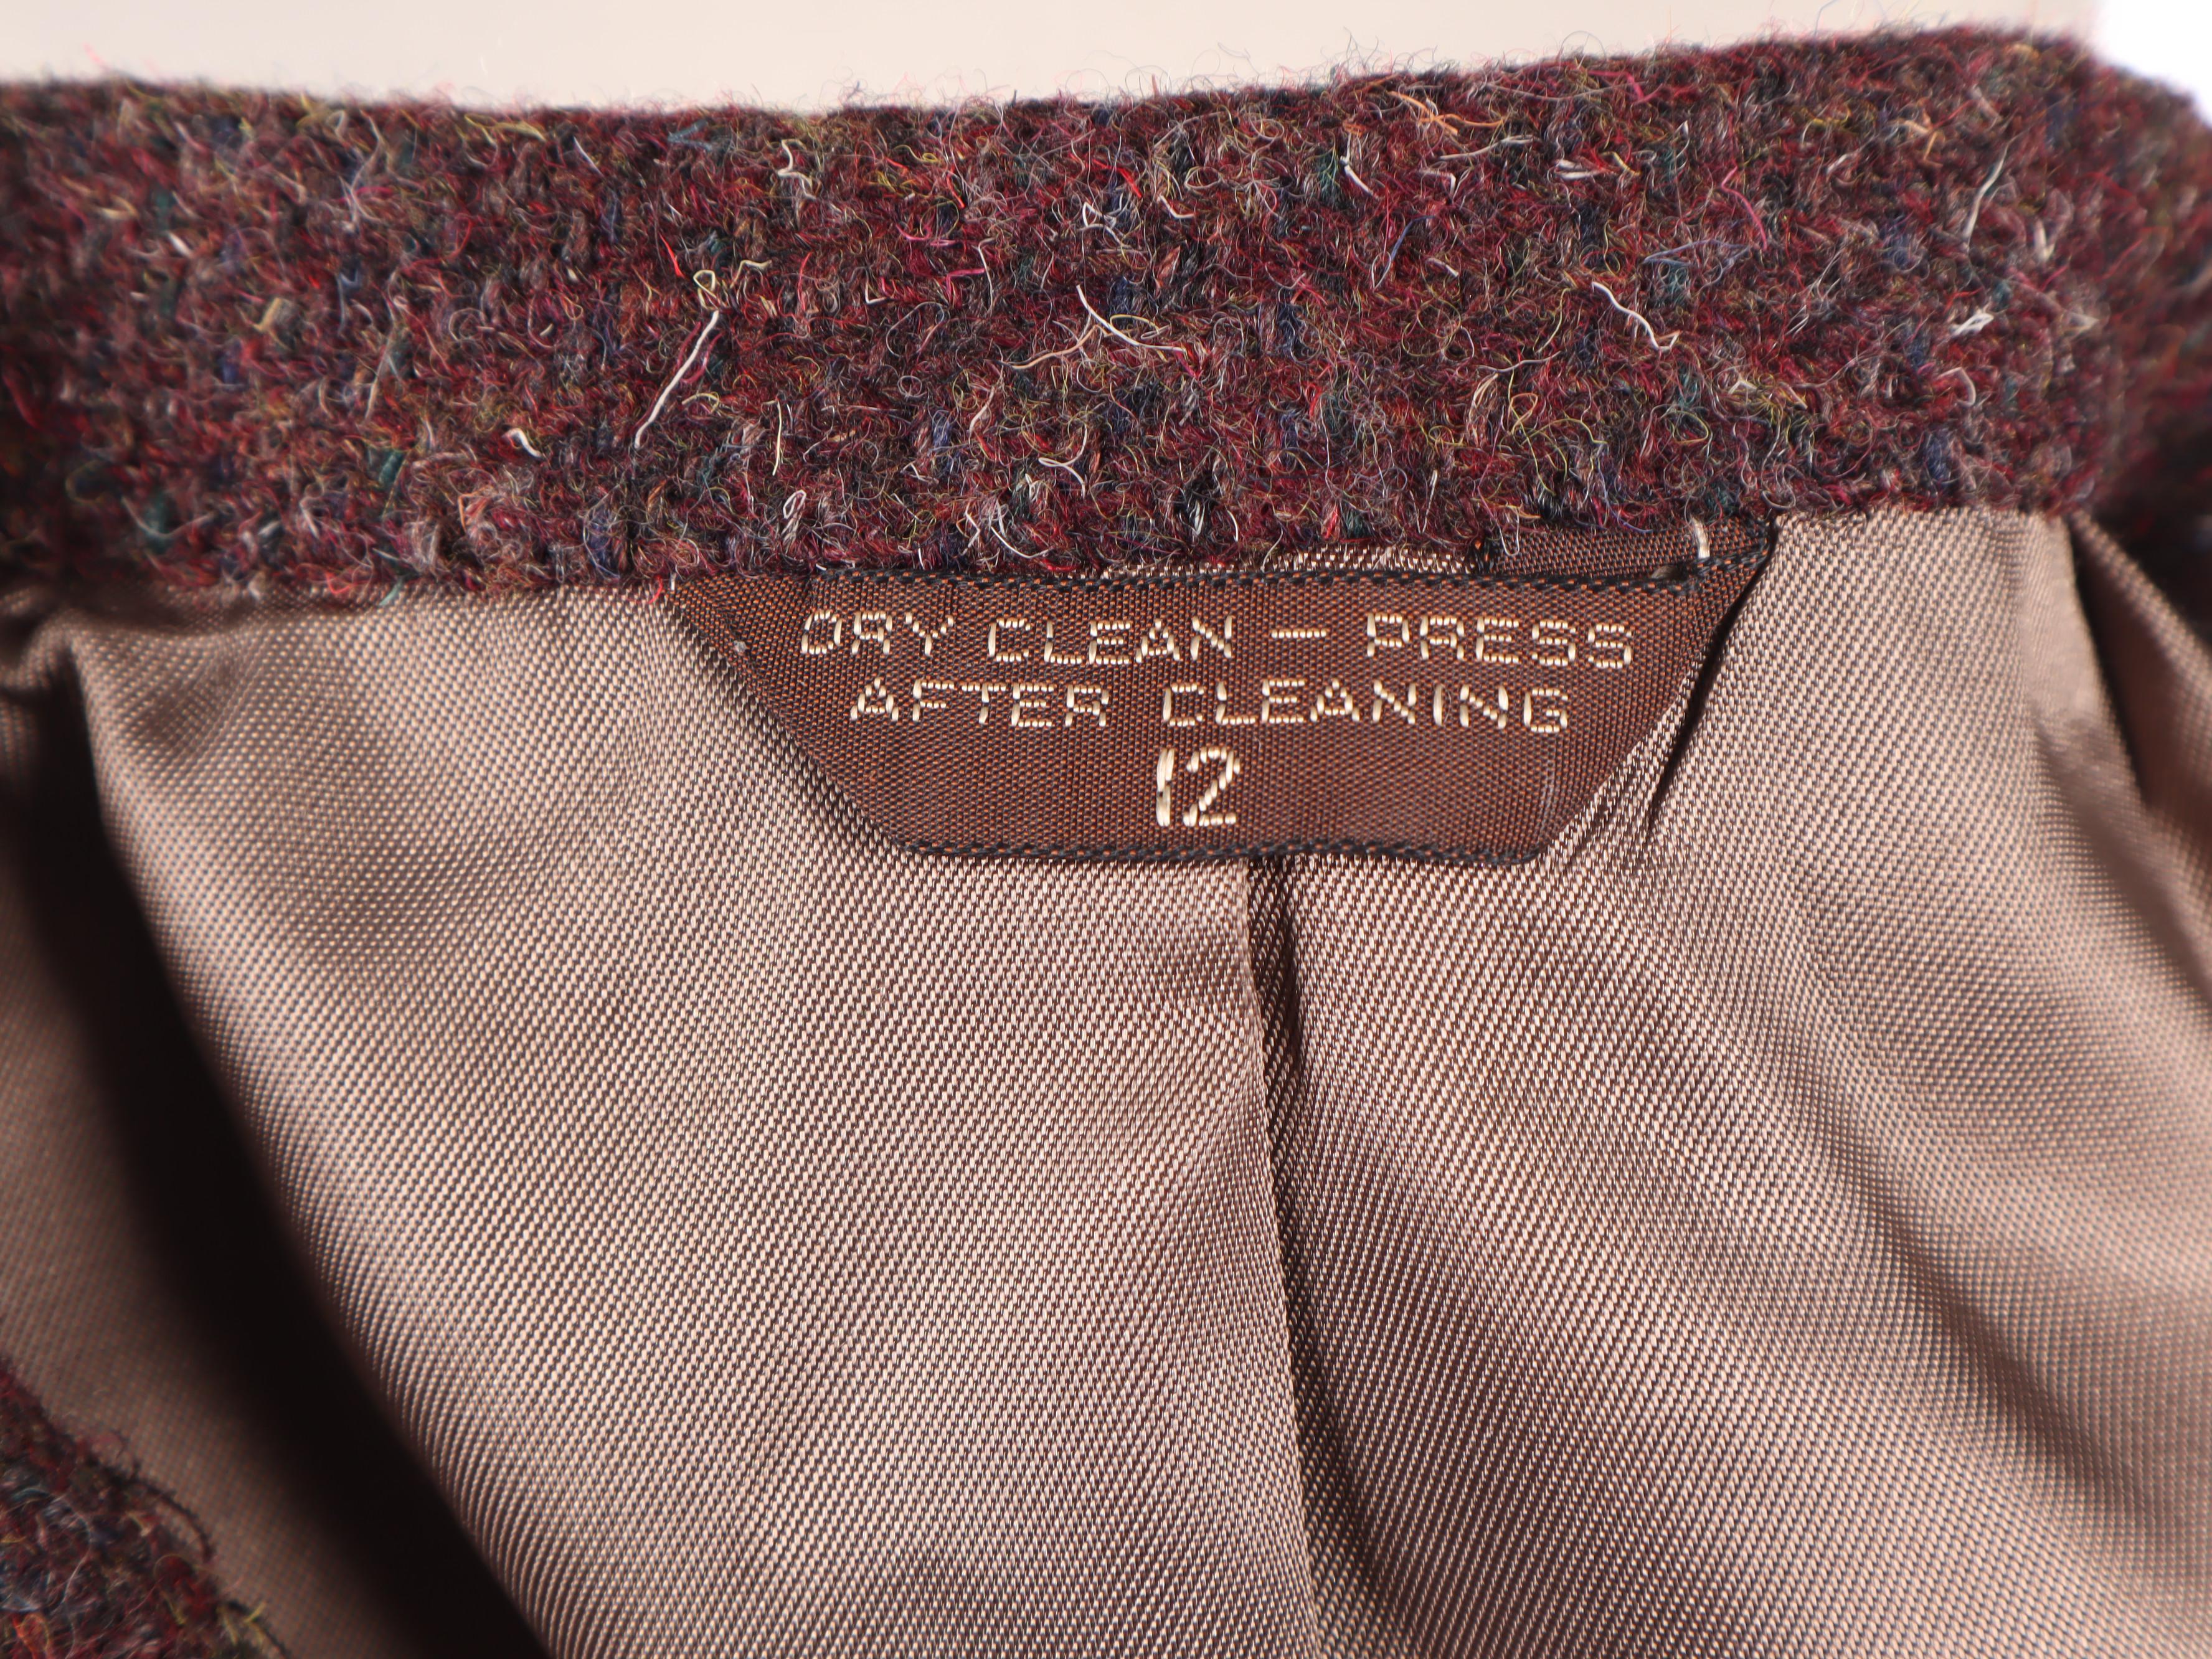 DRY CLEAN — PRESS
AFTER CLEANING
12